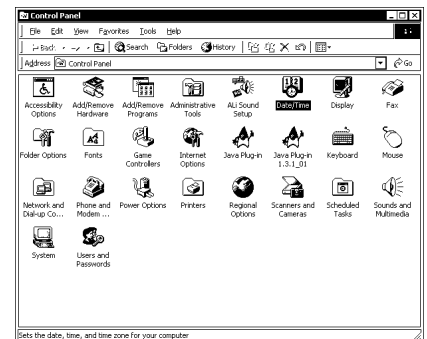 Control Panel
File Edit View Favorites Tools Help
Back Search Folders History
Address Control Panel Go
Accessibility Options
Add/Remove Hardware
Add/Remove Programs
Administrative Tools
ALi Sound Setup
Date/Time
Display
Fax
Folder Options
Fonts
Game Controllers
Internet Options
Java Plug-in
Java Plug-in 1.3.1_01
Keyboard
Mouse
Network and Dial-up Co...
Phone and Modem ...
Power Options
Printers
Regional Options
Scanners and Cameras
Scheduled Tasks
Sounds and Multimedia
System
Users and Passwords
Sets the date, time, and time zone for your computer